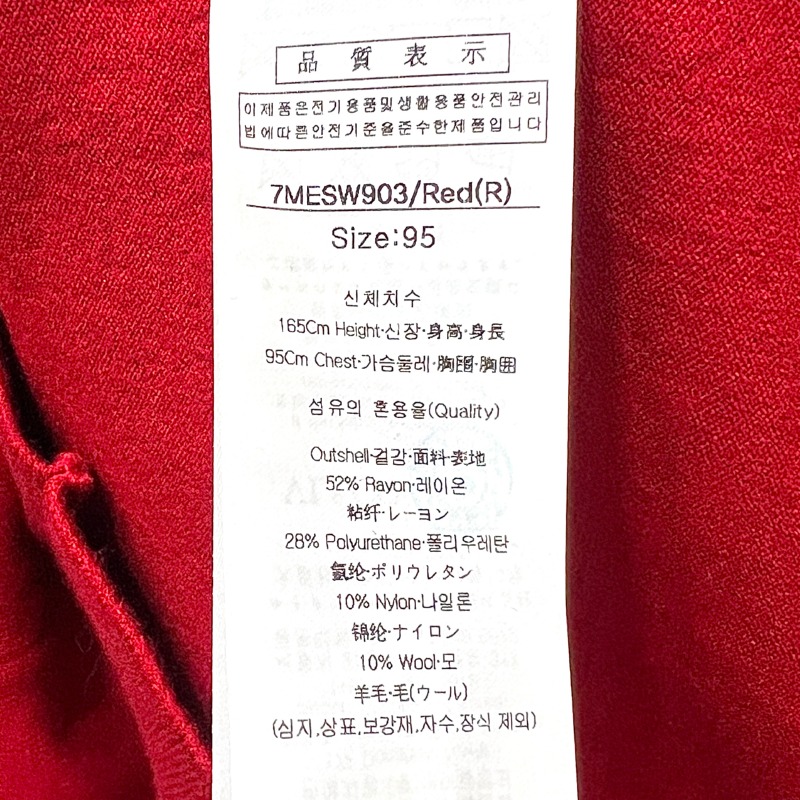 品質表示
이제품은전기용품및생활용품안전관리
법에따른안전기준을준수한제품입니다
7MESW903/Red(R)
Size:95
신체치수
165Cm Height·신장·身高·身長
95Cm Chest·가슴둘레·胸围·胸囲
섬유의 혼용율(Quality)
Outshell·겉감·面料·表地
52% Rayon·레이온
粘纤·レーヨン
28% Polyurethane·폴리우레탄
氨纶·ポリウレタン
10% Nylon·나일론
锦纶·ナイロン
10% Wool·모
羊毛·毛(ウール)
(심지,상표,보강재,자수,장식 제외)